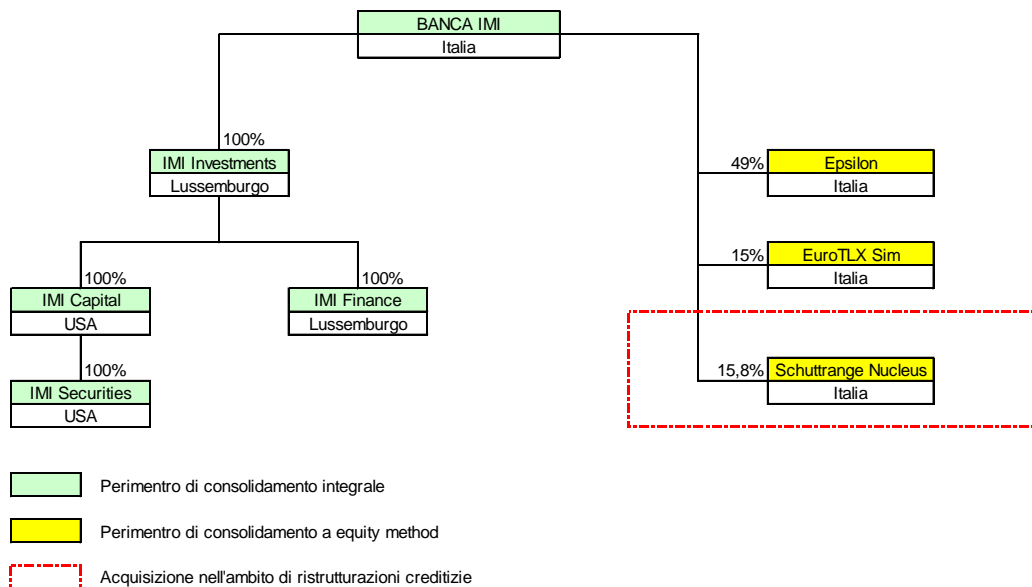 BANCA IMI
Italia
100%
IMI Investments
Lussemburgo
49%
Epsilon
Italia
15%
EuroTLX Sim
Italia
100%
IMI Capital
USA
100%
IMI Finance
Lussemburgo
15,8%
Schuttrange Nucleus
Italia
100%
IMI Securities
USA
Perimentro di consolidamento integrale
Perimentro di consolidamento a equity method
Acquisizione nell'ambito di ristrutturazioni creditizie